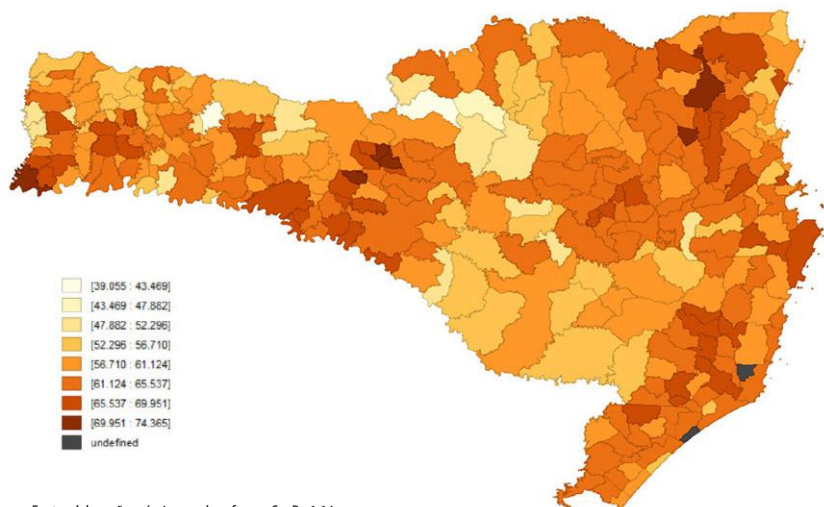 [39.055 : 43.469]
[43.469 : 47.882]
[47.882 : 52.296]
[52.296 : 56.710]
[56.710 : 61.124]
[61.124 : 65.537]
[65.537 : 69.951]
[69.951 : 74.365]
undefined